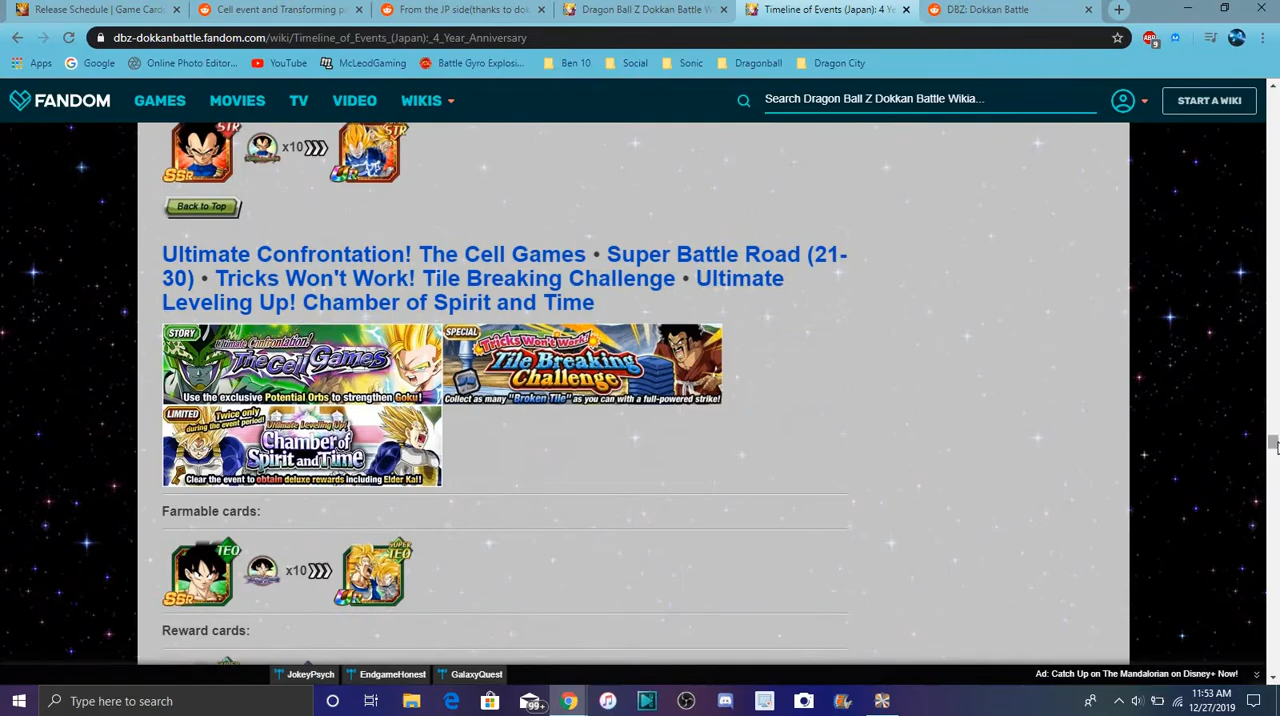 Release Schedule | Game Card
Cell event and Transforming p
From the JP side(thanks to dok
Dragon Ball Z Dokkan Battle W
Timeline of Events (Japan): 4 Ye
DBZ: Dokkan Battle
dbz-dokkanbattle.fandom.com/wiki/Timeline_of_Events_(Japan):_4_Year_Anniversary
Apps
Google
Online Photo Editor...
YouTube
McLeodGaming
Battle Gyro Explosi...
Ben 10
Social
Sonic
Dragonball
Dragon City
FANDOM
GAMES
MOVIES
TV
VIDEO
WIKIS
Search Dragon Ball Z Dokkan Battle Wikia...
START A WIKI
STR
SSR
x10
STR
UR
Back to Top
Ultimate Confrontation! The Cell Games • Super Battle Road (21-
30) • Tricks Won't Work! Tile Breaking Challenge • Ultimate
Leveling Up! Chamber of Spirit and Time
STORY
Ultimate Confrontation!
The Cell Games
Use the exclusive Potential Orbs to strengthen Goku!
SPECIAL
Tricks Won't Work!
Tile Breaking
Challenge
Collect as many "Broken Tile" as you can with a full-powered strike!
LIMITED
Twice only
during the event period!
Ultimate Leveling Up!
Chamber of
Spirit and Time
Clear the event to obtain deluxe rewards including Elder Kai!
Farmable cards:
TEQ
SSR
x10
SUPER
TEQ
UR
Reward cards:
JokeyPsych
EndgameHonest
GalaxyQuest
Ad: Catch Up on The Mandalorian on Disney+ Now!
Type here to search
99+
11:53 AM
12/27/2019